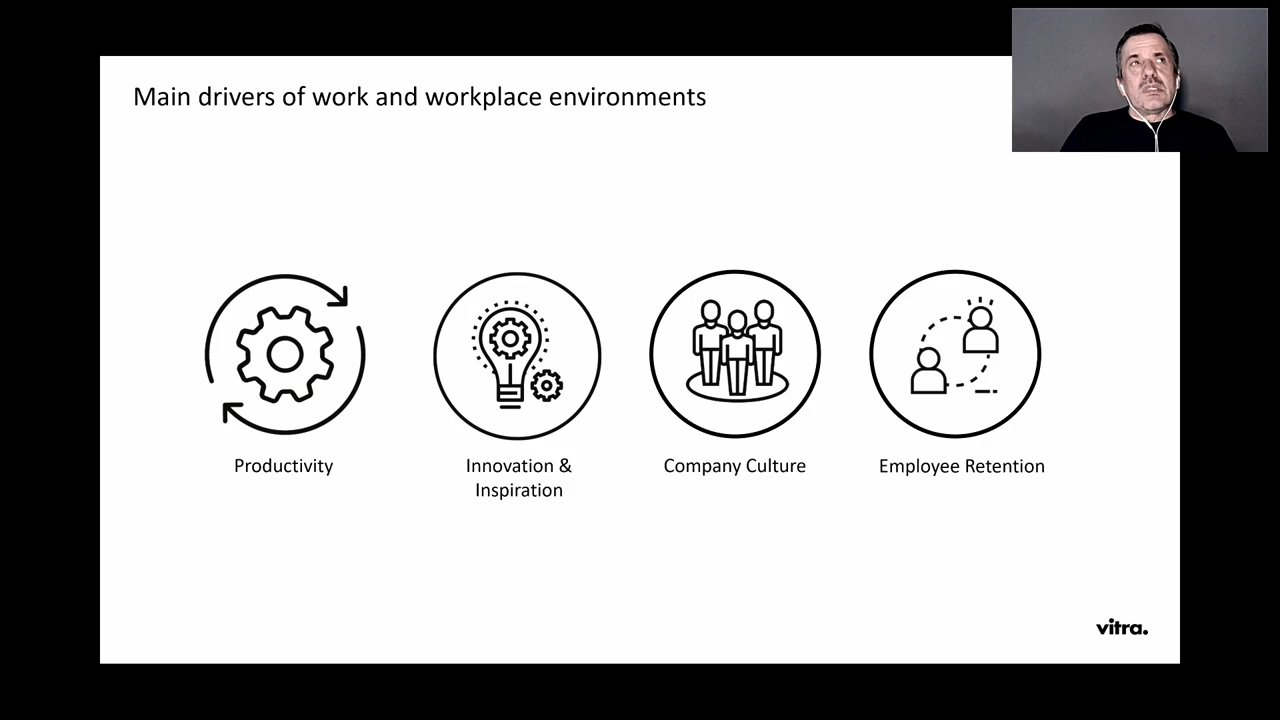 Main drivers of work and workplace environments
Productivity
Innovation &
Inspiration
Company Culture
Employee Retention
vitra.